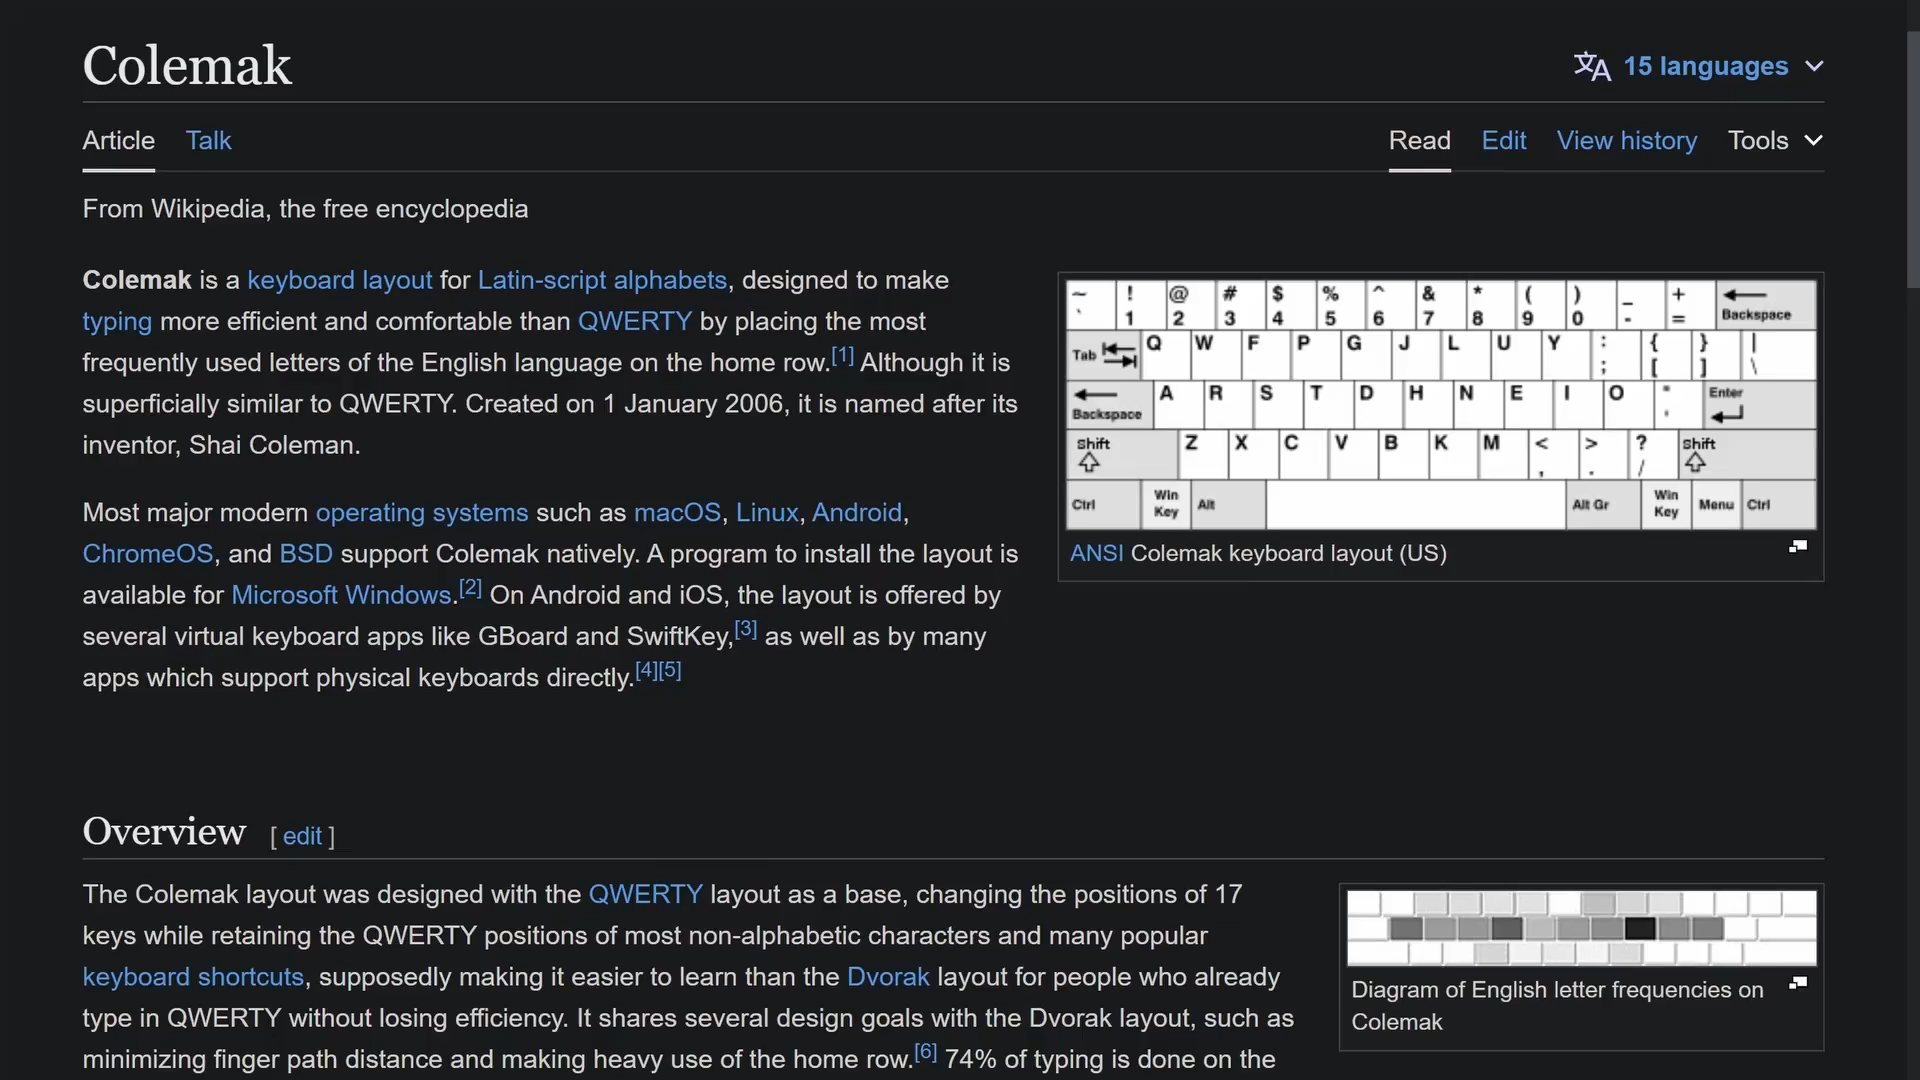 Colemak
15 languages
Article Talk
Read Edit View history Tools
From Wikipedia, the free encyclopedia
Colemak is a keyboard layout for Latin-script alphabets, designed to make
typing more efficient and comfortable than QWERTY by placing the most
frequently used letters of the English language on the home row.[1] Although it is
superficially similar to QWERTY. Created on 1 January 2006, it is named after its
inventor, Shai Coleman.
Most major modern operating systems such as macOS, Linux, Android,
ChromeOS, and BSD support Colemak natively. A program to install the layout is
available for Microsoft Windows.[2] On Android and iOS, the layout is offered by
several virtual keyboard apps like GBoard and SwiftKey,[3] as well as by many
apps which support physical keyboards directly.[4][5]
~ ! @ # $ % ^ & * ( ) _ +
` 1 2 3 4 5 6 7 8 9 0 - = Backspace
Tab Q W F P G J L U Y : { } |
; [ ] \
Backspace A R S T D H N E I O " Enter
'
Shift Z X C V B K M < > ? Shift
, . /
Ctrl Win Key Alt Alt Gr Win Key Menu Ctrl
ANSI Colemak keyboard layout (US)
Overview [ edit ]
The Colemak layout was designed with the QWERTY layout as a base, changing the positions of 17
keys while retaining the QWERTY positions of most non-alphabetic characters and many popular
keyboard shortcuts, supposedly making it easier to learn than the Dvorak layout for people who already
type in QWERTY without losing efficiency. It shares several design goals with the Dvorak layout, such as
minimizing finger path distance and making heavy use of the home row.[6] 74% of typing is done on the
Diagram of English letter frequencies on
Colemak